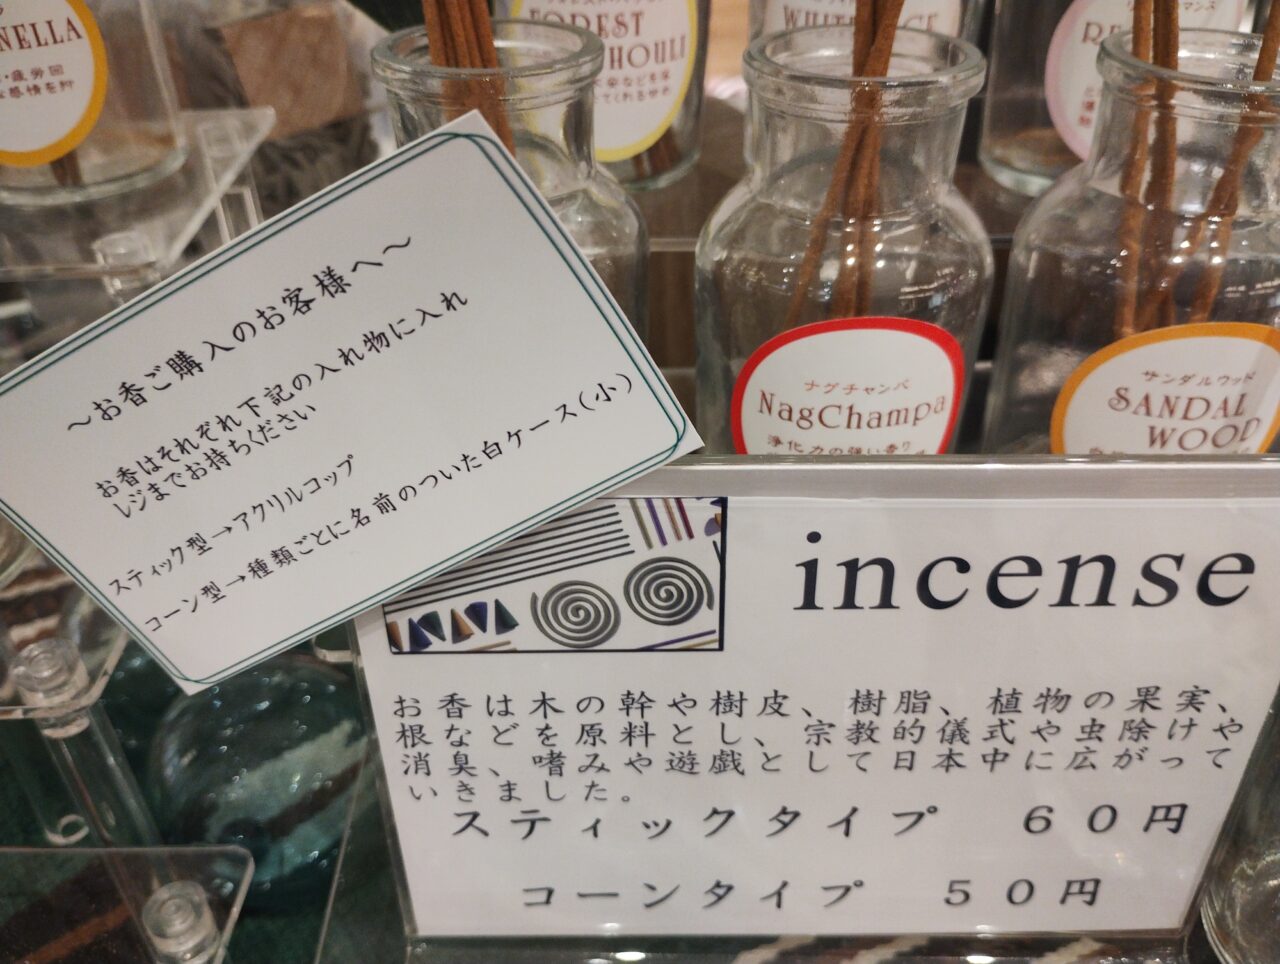 NELLA
・疲労回
な感情を抑
FOREST
CHOULI
ナグチャンパ
NagChampa
浄化力の強い香り
サンダルウッド
SANDAL
WOOD
～お香ご購入のお客様へ～
お香はそれぞれ下記の入れ物に入れ
レジまでお持ちください
スティック型→アクリルコップ
コーン型→種類ごとに名前のついた白ケース(小)
incense
お香は木の幹や樹皮、樹脂、植物の果実、
根などを原料とし、宗教的儀式や虫除けや
消臭、嗜みや遊戯として日本中に広がって
いきました。
スティックタイプ　６０円
コーンタイプ　５０円